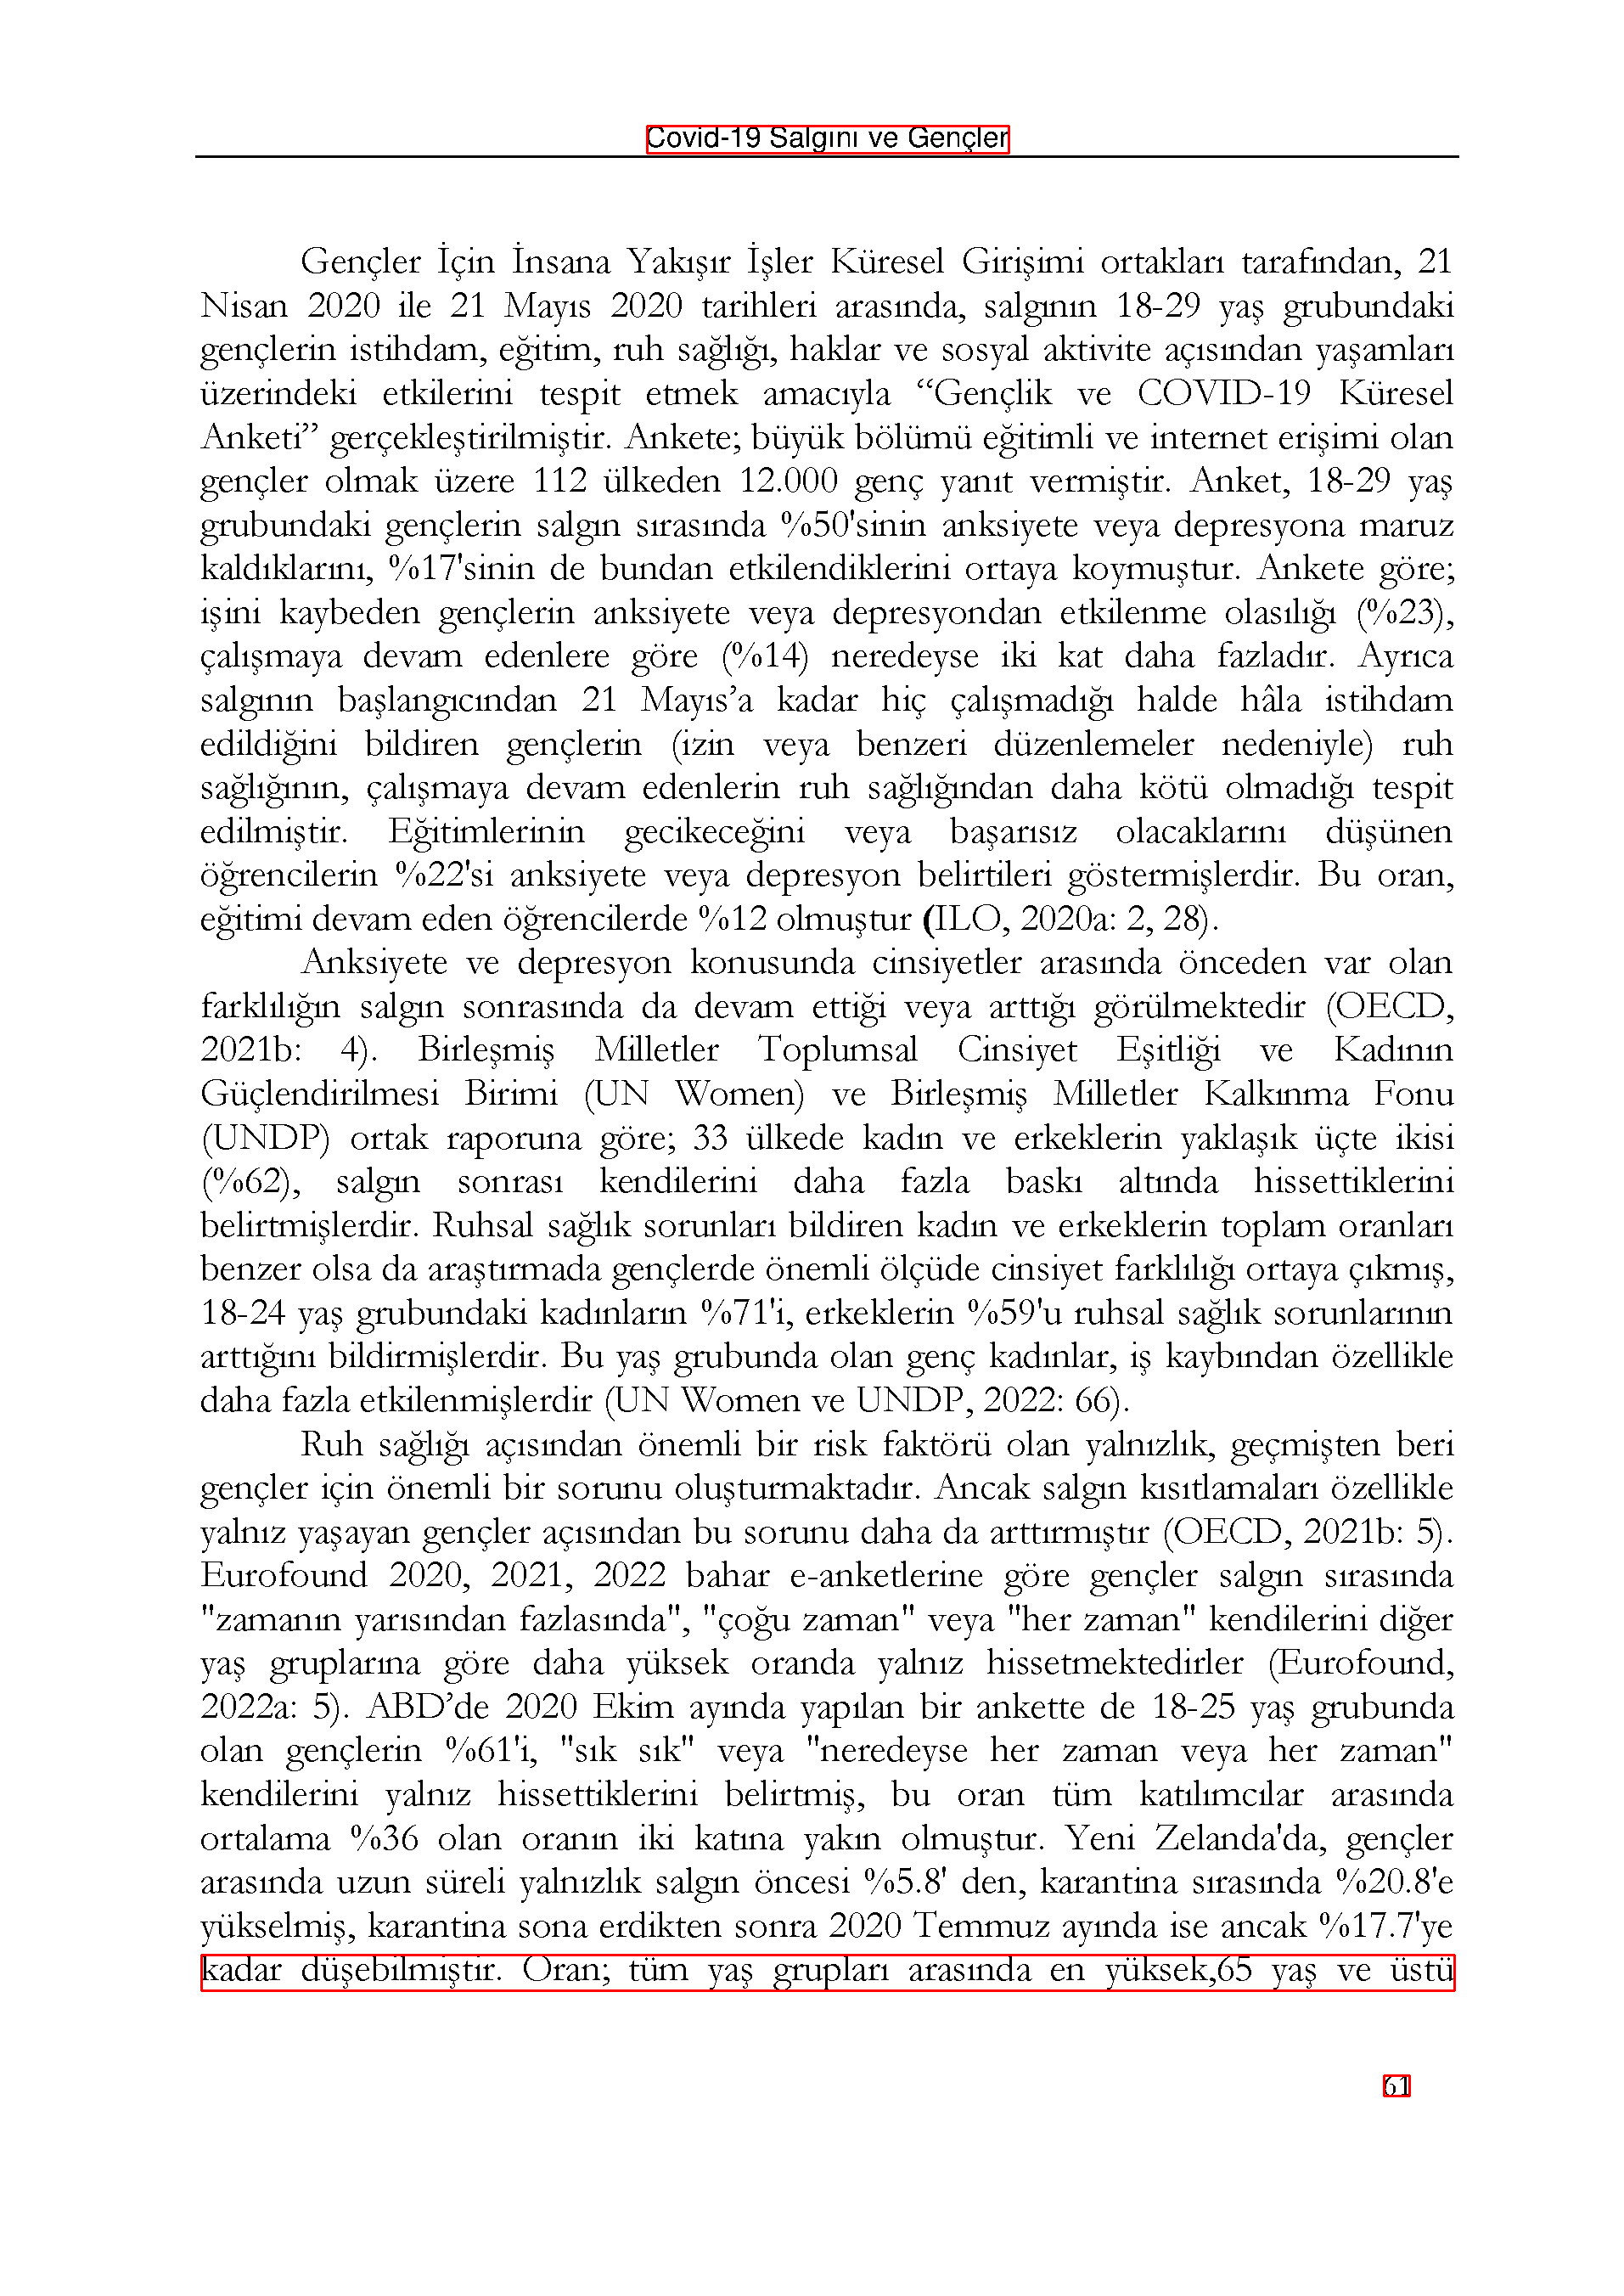 Covid-19 Salgını ve Gençler
Gençler İçin İnsana Yakışır İşler Küresel Girişimi ortakları tarafından, 21
Nisan 2020 ile 21 Mayıs 2020 tarihleri arasında, salgının 18-29 yaş grubundaki
gençlerin istihdam, eğitim, ruh sağlığı, haklar ve sosyal aktivite açısından yaşamları
üzerindeki etkilerini tespit etmek amacıyla “Gençlik ve COVID-19 Küresel
Anketi” gerçekleştirilmiştir. Ankete; büyük bölümü eğitimli ve internet erişimi olan
gençler olmak üzere 112 ülkeden 12.000 genç yanıt vermiştir. Anket, 18-29 yaş
grubundaki gençlerin salgın sırasında %50'sinin anksiyete veya depresyona maruz
kaldıklarını, %17'sinin de bundan etkilendiklerini ortaya koymuştur. Ankete göre;
işini kaybeden gençlerin anksiyete veya depresyondan etkilenme olasılığı (%23),
çalışmaya devam edenlere göre (%14) neredeyse iki kat daha fazladır. Ayrıca
salgının başlangıcından 21 Mayıs’a kadar hiç çalışmadığı halde hâla istihdam
edildiğini bildiren gençlerin (izin veya benzeri düzenlemeler nedeniyle) ruh
sağlığının, çalışmaya devam edenlerin ruh sağlığından daha kötü olmadığı tespit
edilmiştir. Eğitimlerinin gecikeceğini veya başarısız olacaklarını düşünen
öğrencilerin %22'si anksiyete veya depresyon belirtileri göstermişlerdir. Bu oran,
eğitimi devam eden öğrencilerde %12 olmuştur (ILO, 2020a: 2, 28).
Anksiyete ve depresyon konusunda cinsiyetler arasında önceden var olan
farklılığın salgın sonrasında da devam ettiği veya arttığı görülmektedir (OECD,
2021b: 4). Birleşmiş Milletler Toplumsal Cinsiyet Eşitliği ve Kadının
Güçlendirilmesi Birimi (UN Women) ve Birleşmiş Milletler Kalkınma Fonu
(UNDP) ortak raporuna göre; 33 ülkede kadın ve erkeklerin yaklaşık üçte ikisi
(%62), salgın sonrası kendilerini daha fazla baskı altında hissettiklerini
belirtmişlerdir. Ruhsal sağlık sorunları bildiren kadın ve erkeklerin toplam oranları
benzer olsa da araştırmada gençlerde önemli ölçüde cinsiyet farklılığı ortaya çıkmış,
18-24 yaş grubundaki kadınların %71'i, erkeklerin %59'u ruhsal sağlık sorunlarının
arttığını bildirmişlerdir. Bu yaş grubunda olan genç kadınlar, iş kaybından özellikle
daha fazla etkilenmişlerdir (UN Women ve UNDP, 2022: 66).
Ruh sağlığı açısından önemli bir risk faktörü olan yalnızlık, geçmişten beri
gençler için önemli bir sorunu oluşturmaktadır. Ancak salgın kısıtlamaları özellikle
yalnız yaşayan gençler açısından bu sorunu daha da arttırmıştır (OECD, 2021b: 5).
Eurofound 2020, 2021, 2022 bahar e-anketlerine göre gençler salgın sırasında
"zamanın yarısından fazlasında", "çoğu zaman" veya "her zaman" kendilerini diğer
yaş gruplarına göre daha yüksek oranda yalnız hissetmektedirler (Eurofound,
2022a: 5). ABD’de 2020 Ekim ayında yapılan bir ankette de 18-25 yaş grubunda
olan gençlerin %61'i, "sık sık" veya "neredeyse her zaman veya her zaman"
kendilerini yalnız hissettiklerini belirtmiş, bu oran tüm katılımcılar arasında
ortalama %36 olan oranın iki katına yakın olmuştur. Yeni Zelanda'da, gençler
arasında uzun süreli yalnızlık salgın öncesi %5.8' den, karantina sırasında %20.8'e
yükselmiş, karantina sona erdikten sonra 2020 Temmuz ayında ise ancak %17.7'ye
kadar düşebilmiştir. Oran; tüm yaş grupları arasında en yüksek,65 yaş ve üstü
61